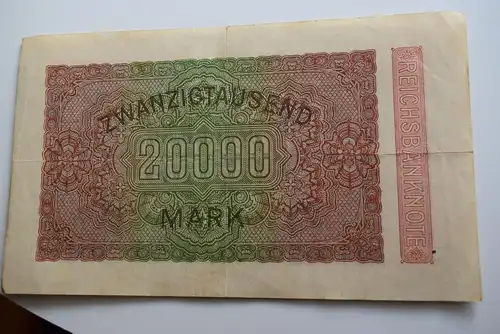 ZWANZIGTAUSEND
20000
MARK
REICHSBANKNOTE